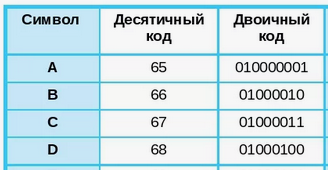 Символ Десятичный код Двоичный код
A 65 010000001
B 66 01000010
C 67 01000011
D 68 01000100